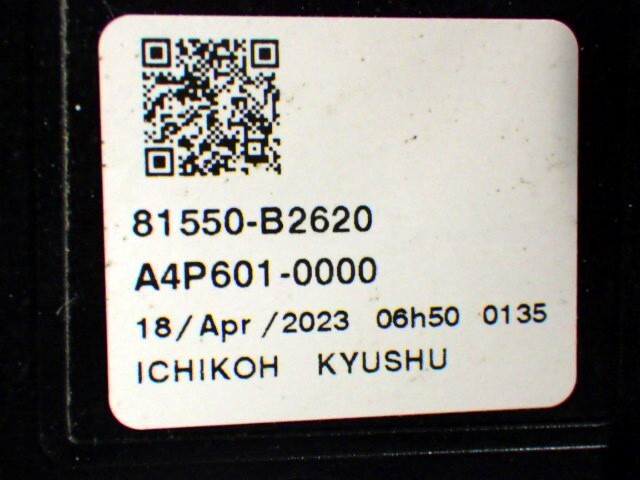 81550-B2620
A4P601-0000
18/Apr/2023 06h50 0135
ICHIKOH KYUSHU